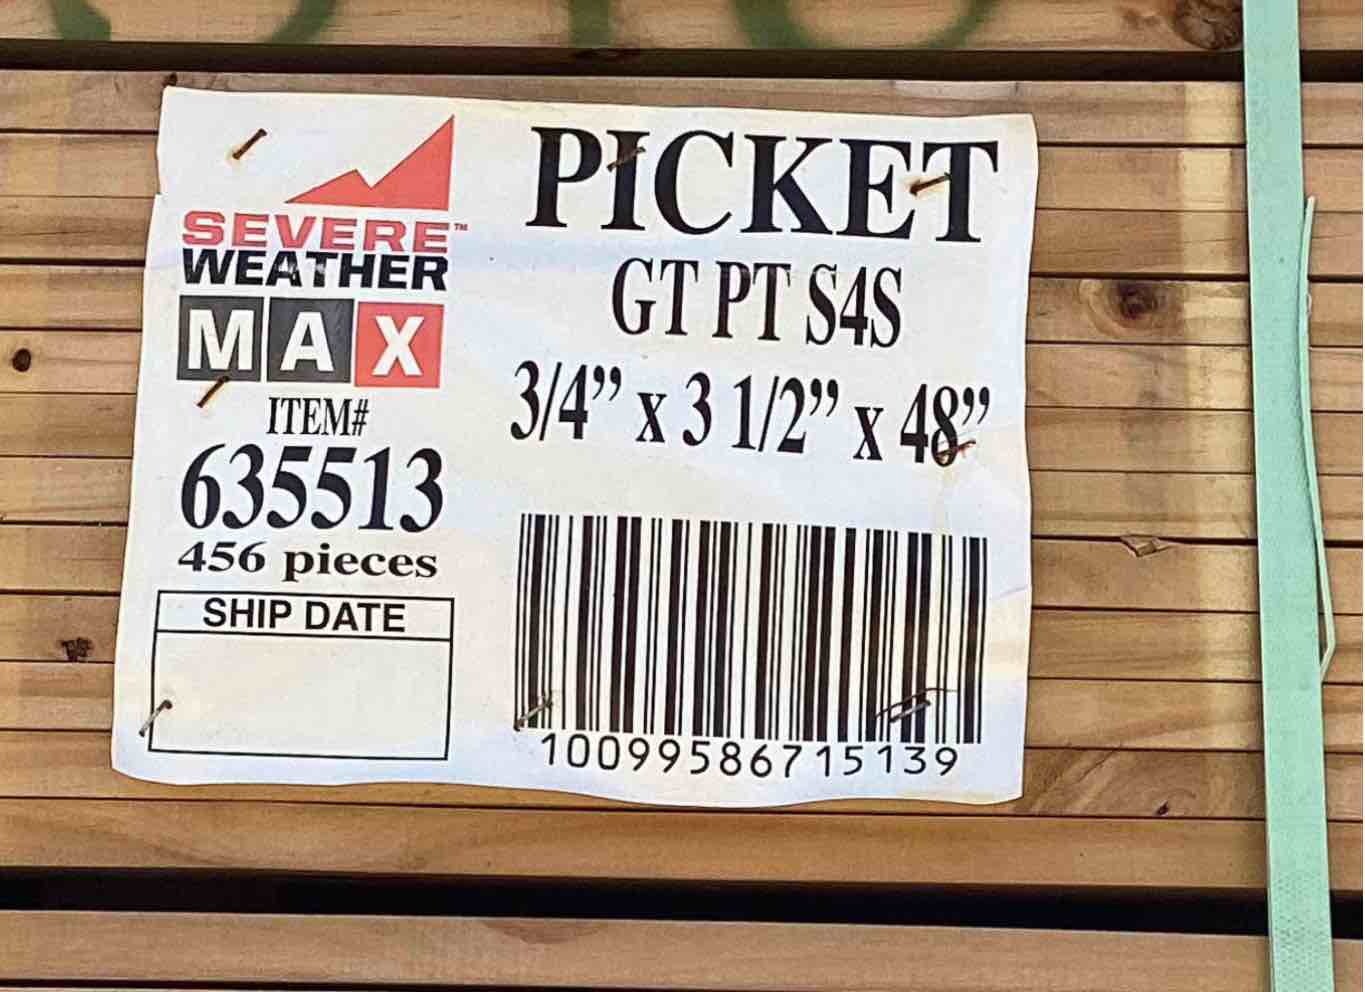 SEVERE™
WEATHER
MAX
ITEM#
635513
456 pieces
SHIP DATE
PICKET
GT PT S4S
3/4” x 3 1/2” x 48”
10099586715139